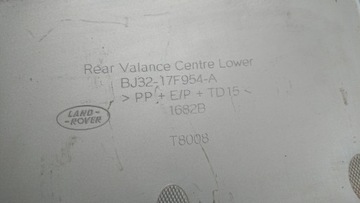 Rear Valance Centre Lower
BJ32-17F954-A
> PP + E/P + TD15 <
1682B
LAND-
ROVER
T8008